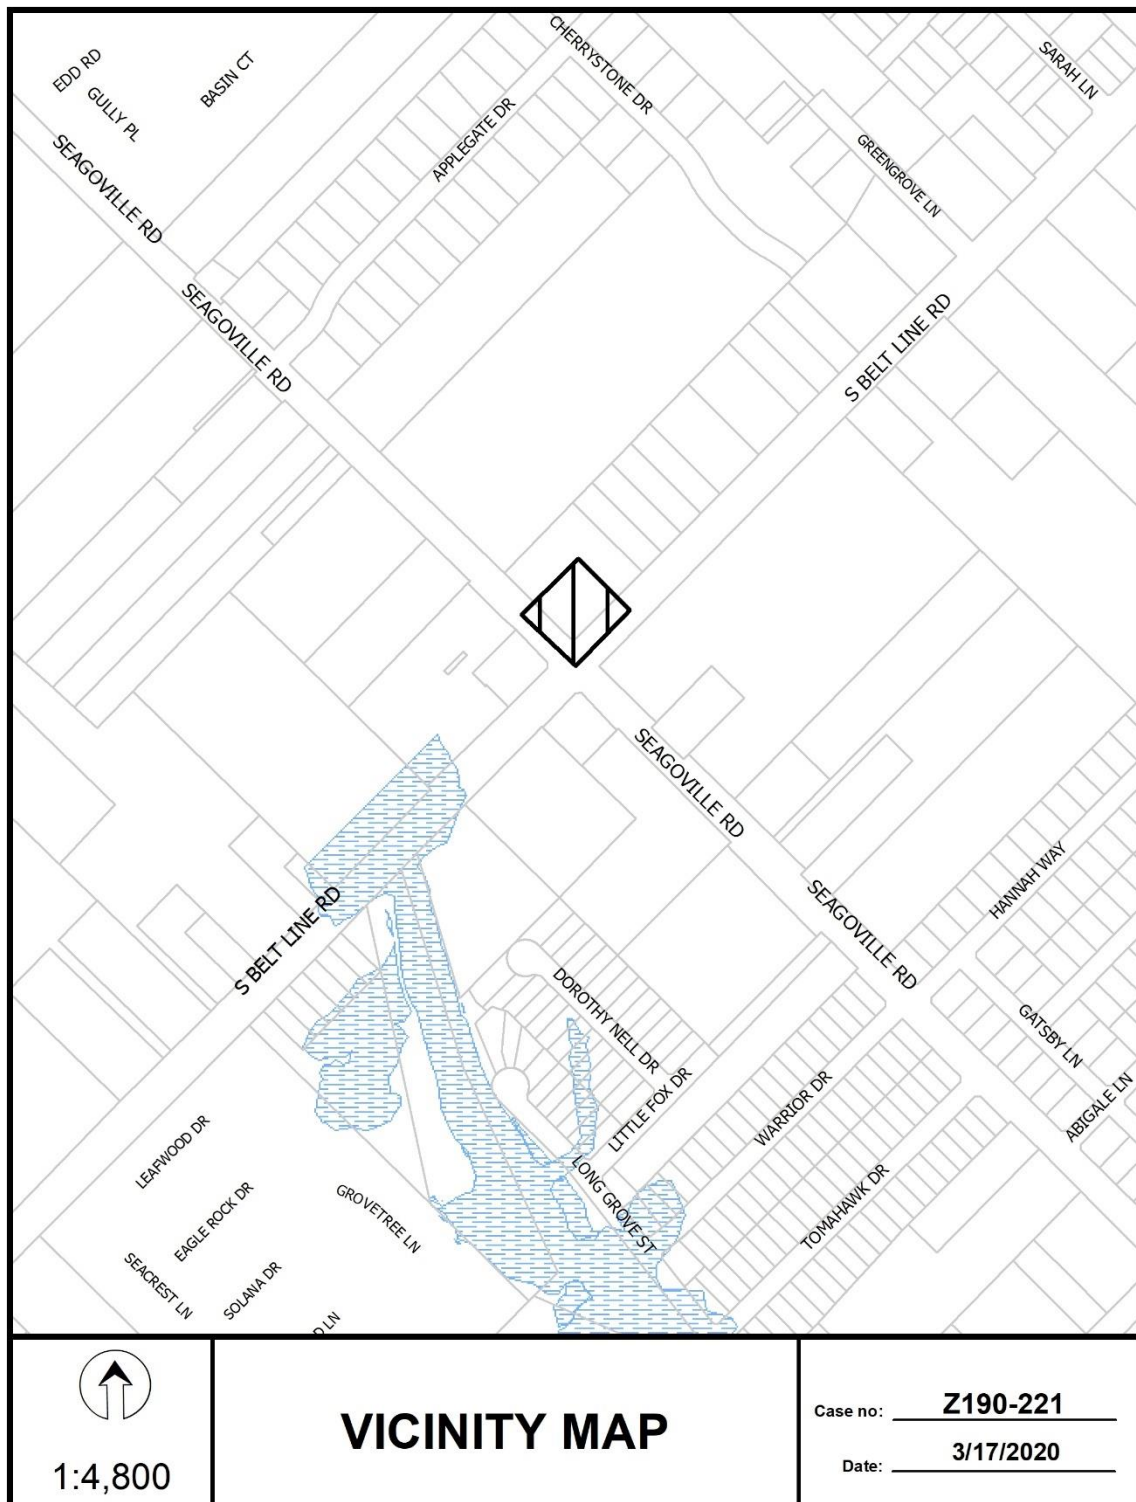 CHERRYSTONE DR
SARAH LN
EDD RD
BASIN CT
GULLY PL
APPLEGATE DR
SEAGOVILLE RD
GREENGROVE LN
SEAGOVILLE RD
S BELT LINE RD
SEAGOVILLE RD
HANNAH WAY
SEAGOVILLE RD
S BELT LINE RD
DOROTHY NELL DR
GATSBY LN
LITTLE FOX DR
WARRIOR DR
ABIGALE LN
LEAFWOOD DR
LONG GROVE ST
EAGLE ROCK DR
GROVETREE LN
TOMAHAWK DR
SEACREST LN
SOLANA DR
D LN
1:4,800
VICINITY MAP
Case no: Z190-221
Date: 3/17/2020